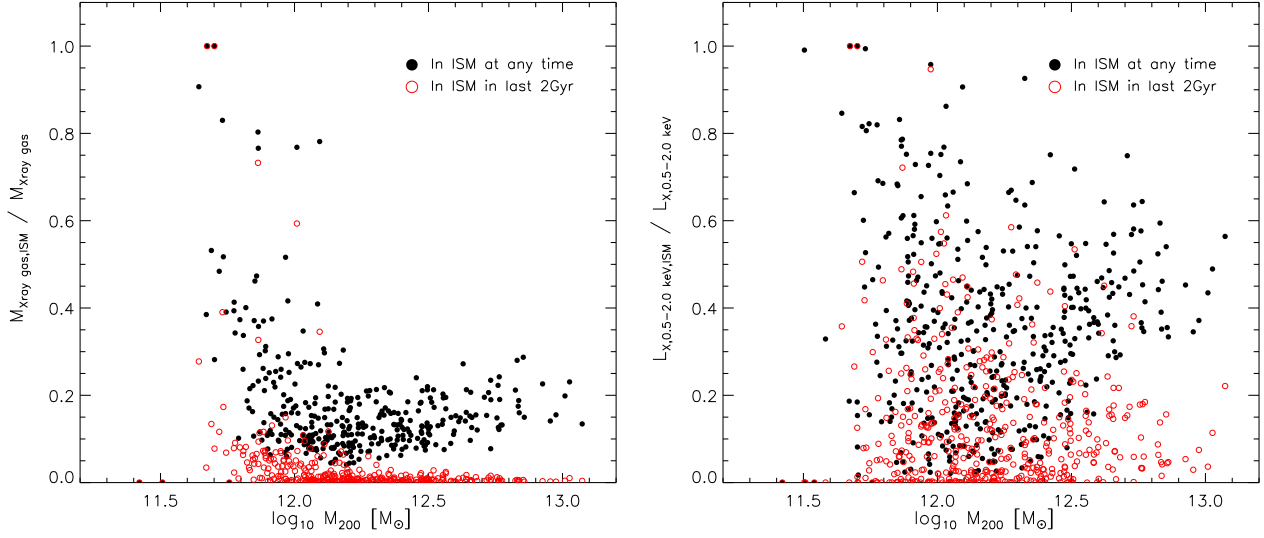 1.0
0.8
0.6
0.4
0.2
0.0
M_Xray gas,ISM / M_Xray gas
In ISM at any time
In ISM in last 2Gyr
11.5 12.0 12.5 13.0
log₁₀ M₂₀₀ [M☉]
1.0
0.8
0.6
0.4
0.2
0.0
L_X,0.5−2.0 keV,ISM / L_X,0.5−2.0 keV
In ISM at any time
In ISM in last 2Gyr
11.5 12.0 12.5 13.0
log₁₀ M₂₀₀ [M☉]